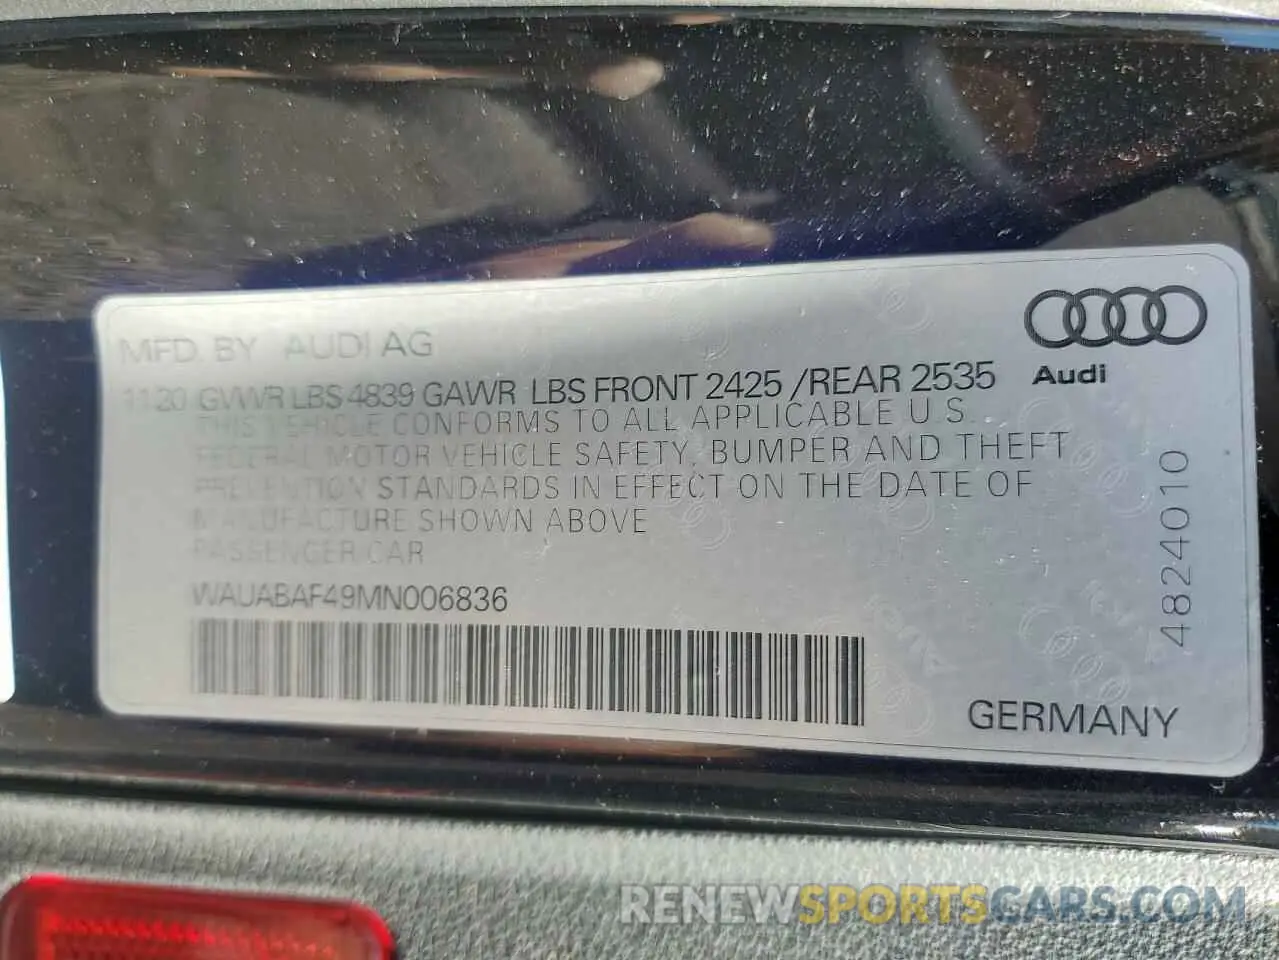 MFD. BY AUDI AG
Audi
11 20 GVWR LBS 4839 GAWR LBS FRONT 2425 /REAR 2535
THIS VEHICLE CONFORMS TO ALL APPLICABLE U.S.
FEDERAL MOTOR VEHICLE SAFETY, BUMPER AND THEFT
PREVENTION STANDARDS IN EFFECT ON THE DATE OF
MANUFACTURE SHOWN ABOVE
PASSENGER CAR
WAUABAF49MN006836
4824010
GERMANY
RENEWSPORTSCARS.COM